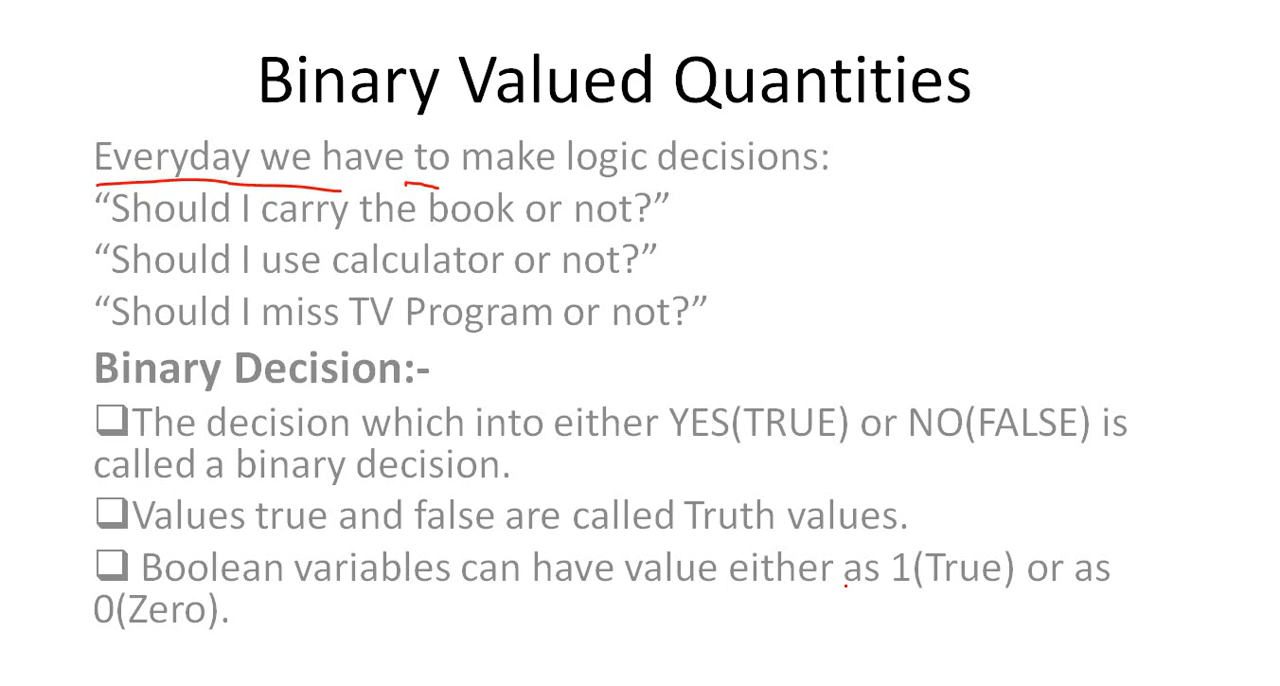 Binary Valued Quantities
Everyday we have to make logic decisions:
“Should I carry the book or not?”
“Should I use calculator or not?”
“Should I miss TV Program or not?”
Binary Decision:-
❑The decision which into either YES(TRUE) or NO(FALSE) is
called a binary decision.
❑Values true and false are called Truth values.
❑ Boolean variables can have value either as 1(True) or as
0(Zero).